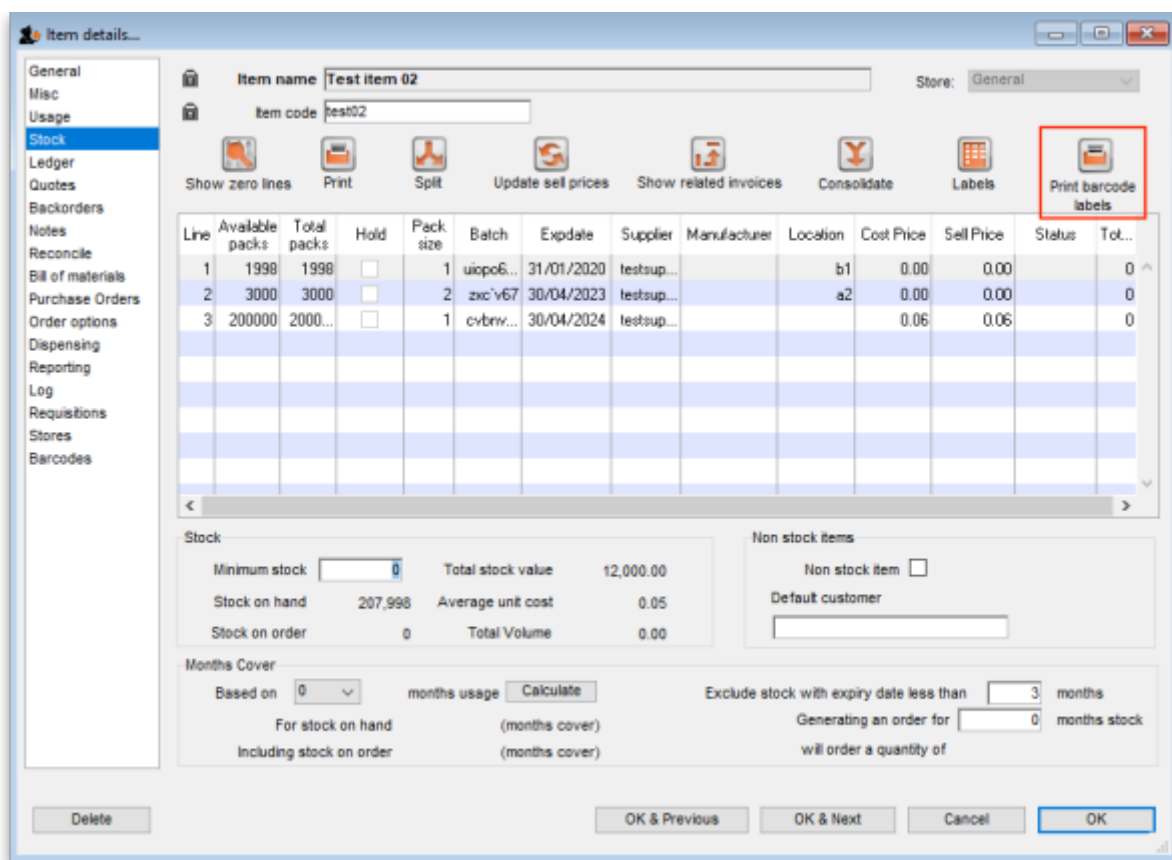 Item details...
General
Misc
Usage
Stock
Ledger
Quotes
Backorders
Notes
Reconcile
Bill of materials
Purchase Orders
Order options
Dispensing
Reporting
Log
Requisitions
Stores
Barcodes
Item name Test item 02 Store: General
Item code test02
Show zero lines Print Split Update sell prices Show related invoices Consolidate Labels Print barcode labels
Line Available packs Total packs Hold Pack size Batch Expdate Supplier Manufacturer Location Cost Price Sell Price Status Tot...
1 1998 1998 1 uiopo6... 31/01/2020 testsup... b1 0.00 0.00 0
2 3000 3000 2 zxc`v67 30/04/2023 testsup... a2 0.00 0.00 0
3 200000 2000... 1 cvbnv... 30/04/2024 testsup... 0.06 0.06 0
Stock Non stock items
Minimum stock 0 Total stock value 12,000.00 Non stock item
Stock on hand 207,998 Average unit cost 0.05 Default customer
Stock on order 0 Total Volume 0.00
Months Cover
Based on 0 months usage Calculate Exclude stock with expiry date less than 3 months
For stock on hand (months cover) Generating an order for 0 months stock
Including stock on order (months cover) will order a quantity of
Delete OK & Previous OK & Next Cancel OK